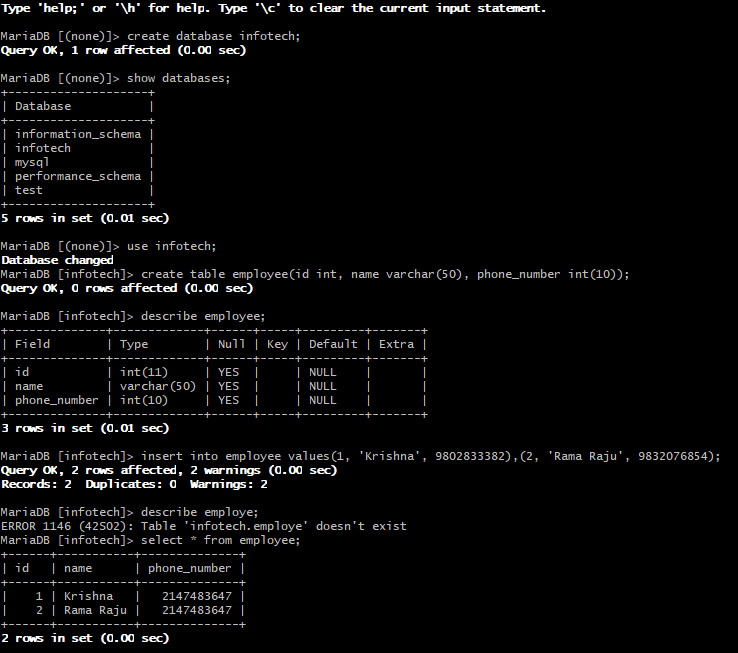 Type 'help;' or '\h' for help. Type '\c' to clear the current input statement.
MariaDB [(none)]> create database infotech;
Query OK, 1 row affected (0.00 sec)
MariaDB [(none)]> show databases;
+--------------------+
| Database           |
+--------------------+
| information_schema |
| infotech           |
| mysql              |
| performance_schema |
| test               |
+--------------------+
5 rows in set (0.01 sec)
MariaDB [(none)]> use infotech;
Database changed
MariaDB [infotech]> create table employee(id int, name varchar(50), phone_number int(10));
Query OK, 0 rows affected (0.00 sec)
MariaDB [infotech]> describe employee;
+--------------+-------------+------+-----+---------+-------+
| Field        | Type        | Null | Key | Default | Extra |
+--------------+-------------+------+-----+---------+-------+
| id           | int(11)     | YES  |     | NULL    |       |
| name         | varchar(50) | YES  |     | NULL    |       |
| phone_number | int(10)     | YES  |     | NULL    |       |
+--------------+-------------+------+-----+---------+-------+
3 rows in set (0.01 sec)
MariaDB [infotech]> insert into employee values(1, 'Krishna', 9802833382),(2, 'Rama Raju', 9832076854);
Query OK, 2 rows affected, 2 warnings (0.00 sec)
Records: 2  Duplicates: 0  Warnings: 2
MariaDB [infotech]> describe employe;
ERROR 1146 (42S02): Table 'infotech.employe' doesn't exist
MariaDB [infotech]> select * from employee;
+------+-----------+--------------+
| id   | name      | phone_number |
+------+-----------+--------------+
|    1 | Krishna   |   2147483647 |
|    2 | Rama Raju |   2147483647 |
+------+-----------+--------------+
2 rows in set (0.00 sec)